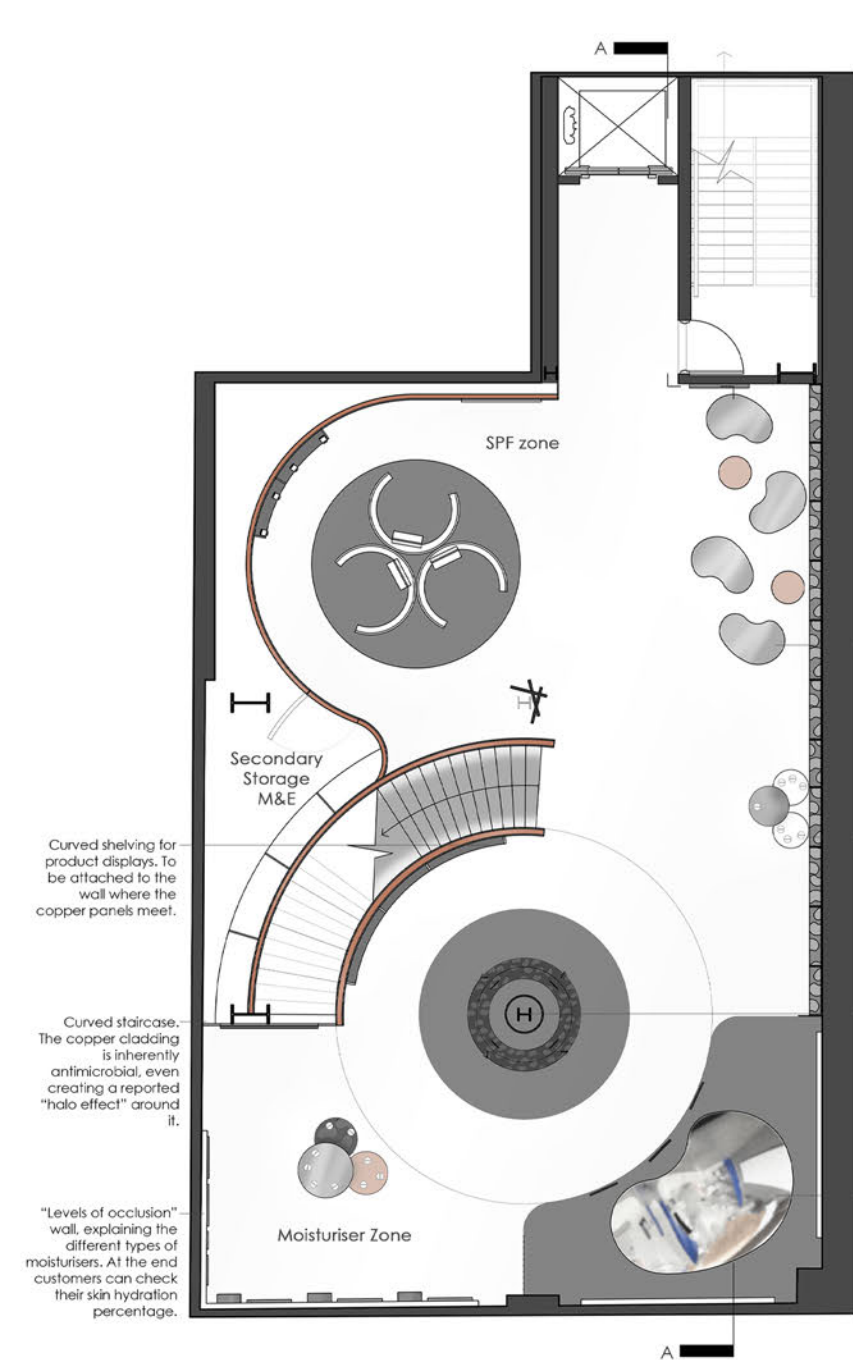 A
SPF zone
Secondary
Storage
M&E
Curved shelving for
product displays. To
be attached to the
wall where the
copper panels meet.
H
Curved staircase.
The copper cladding
is inherently
antimicrobial, even
creating a reported
“halo effect” around
it.
“Levels of occlusion”
wall, explaining the
different types of
moisturisers. At the end
customers can check
their skin hydration
percentage.
Moisturiser Zone
A